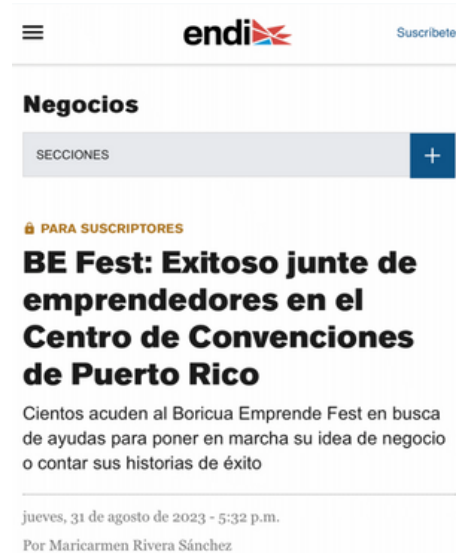 endi
Suscríbete
Negocios
SECCIONES
+
PARA SUSCRIPTORES
BE Fest: Exitoso junte de
emprendedores en el
Centro de Convenciones
de Puerto Rico
Cientos acuden al Boricua Emprende Fest en busca
de ayudas para poner en marcha su idea de negocio
o contar sus historias de éxito
jueves, 31 de agosto de 2023 - 5:32 p.m.
Por Maricarmen Rivera Sánchez